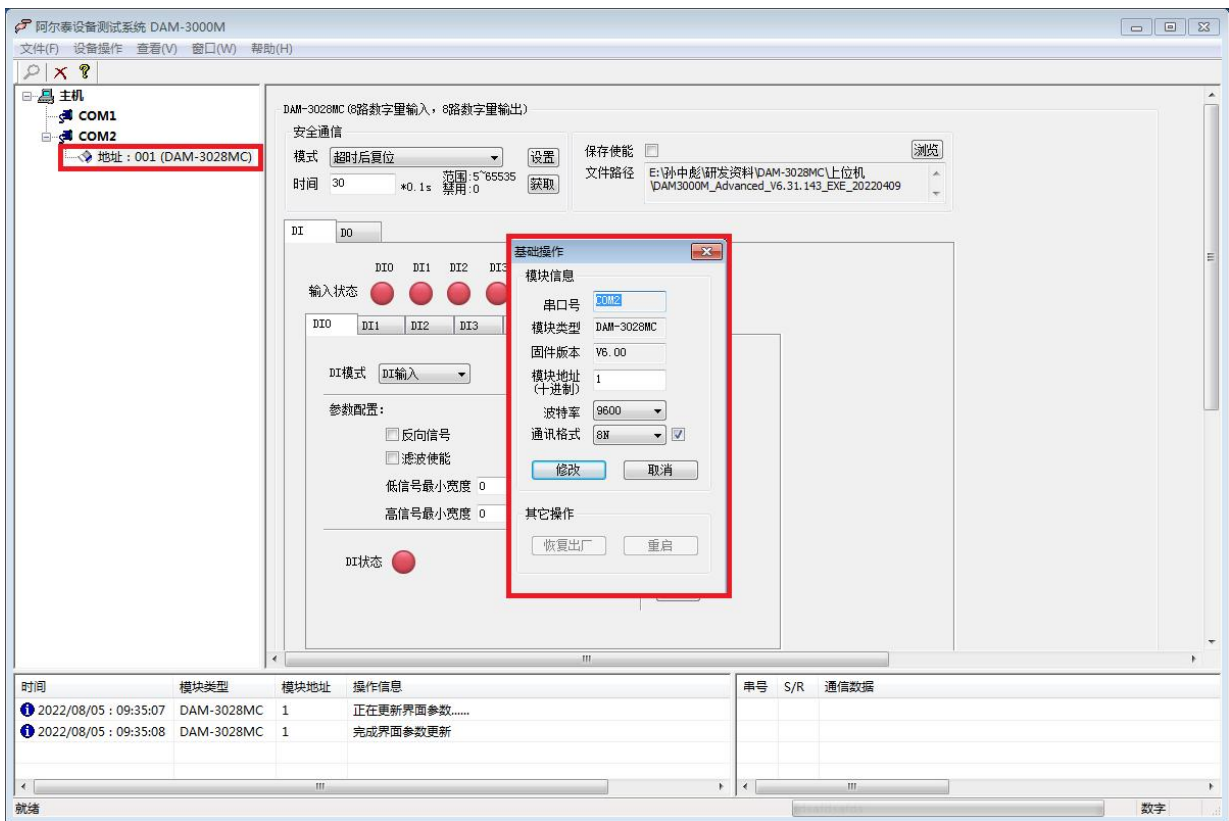 阿尔泰设备测试系统 DAM-3000M
文件(F) 设备操作 查看(V) 窗口(W) 帮助(H)
主机
COM1
COM2
地址：001 (DAM-3028MC)
DAM-3028MC(8路数字量输入，8路数字量输出)
安全通信
模式 超时后复位 设置
时间 30 *0.1s 范围:5~65535 禁用:0 获取
保存使能 浏览
文件路径 E:\孙中彪\研发资料\DAM-3028MC\上位机
\DAM3000M_Advanced_V6.31.143_EXE_20220409
DI DO
DI0 DI1 DI2 DI3
输入状态
DI0 DI1 DI2 DI3
DI模式 DI输入
参数配置：
反向信号
滤波使能
低信号最小宽度 0
高信号最小宽度 0
DI状态
基础操作
模块信息
串口号 COM2
模块类型 DAM-3028MC
固件版本 V6.00
模块地址 1
(十进制)
波特率 9600
通讯格式 8N
修改 取消
其它操作
恢复出厂 重启
时间 模块类型 模块地址 操作信息
2022/08/05 : 09:35:07 DAM-3028MC 1 正在更新界面参数......
2022/08/05 : 09:35:08 DAM-3028MC 1 完成界面参数更新
串号 S/R 通信数据
就绪
数字